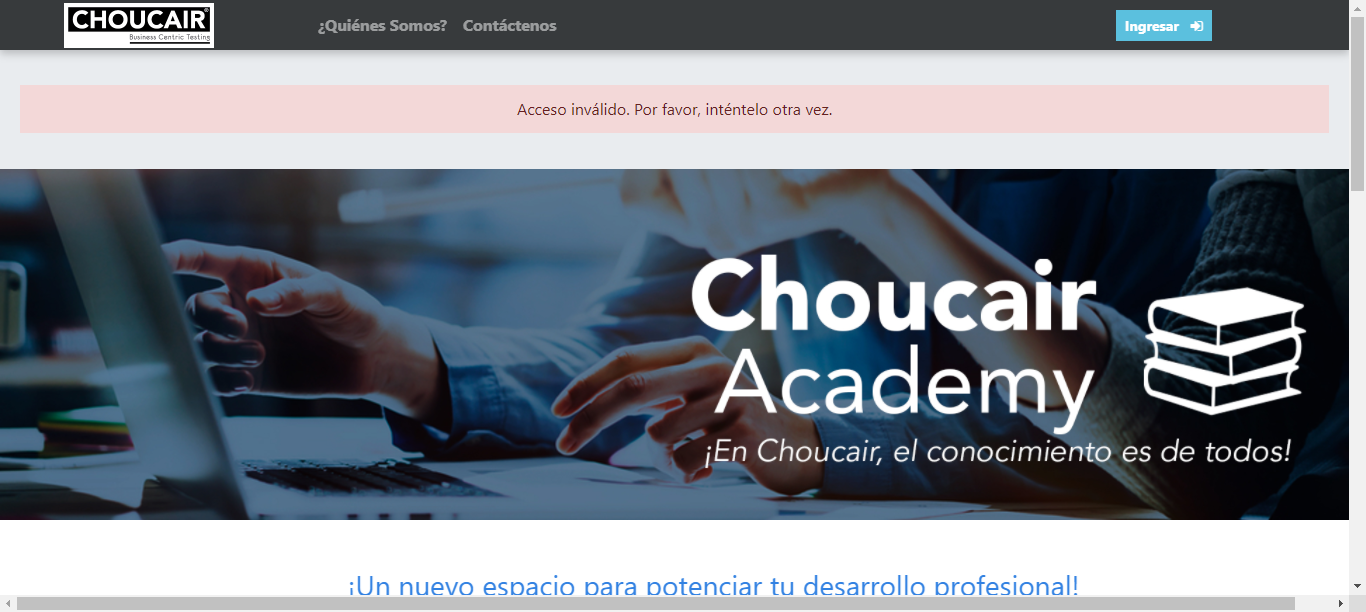 CHOUCAIR®
Business Centric Testing
¿Quiénes Somos? Contáctenos
Ingresar
Acceso inválido. Por favor, inténtelo otra vez.
Choucair
Academy
¡En Choucair, el conocimiento es de todos!
¡Un nuevo espacio para potenciar tu desarrollo profesional!